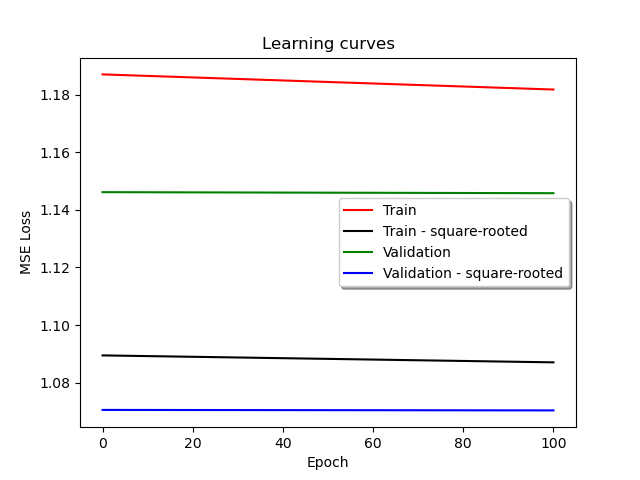 Learning curves
MSE Loss
1.18
1.16
1.14
1.12
1.10
1.08
Train
Train - square-rooted
Validation
Validation - square-rooted
0 20 40 60 80 100
Epoch